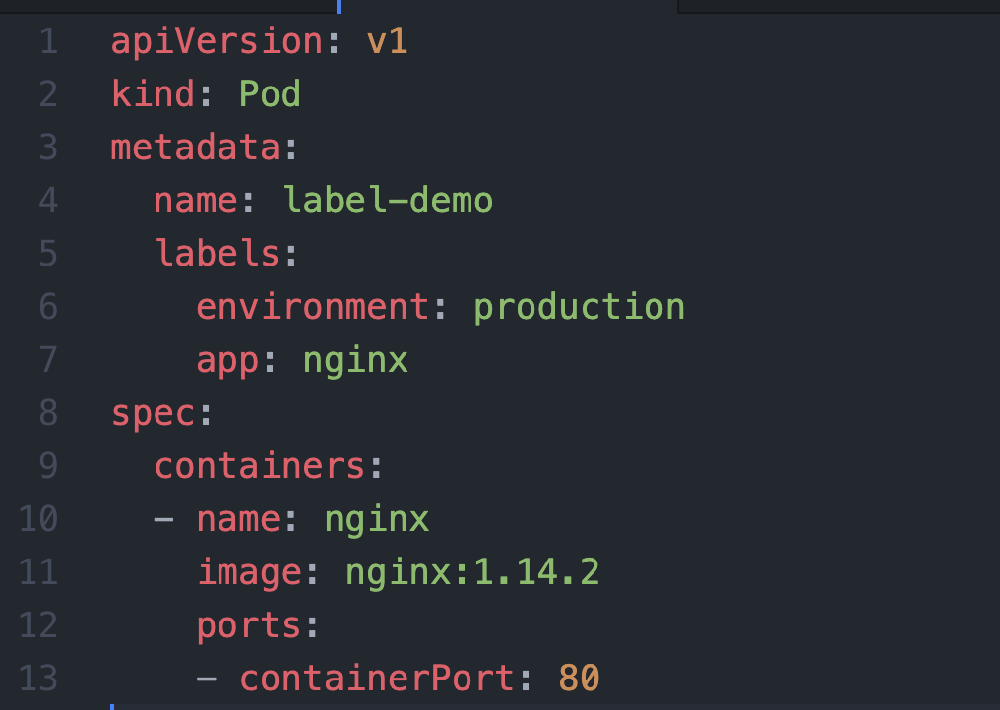 1 apiVersion: v1
2 kind: Pod
3 metadata:
4   name: label-demo
5   labels:
6     environment: production
7     app: nginx
8 spec:
9   containers:
10   - name: nginx
11     image: nginx:1.14.2
12     ports:
13     - containerPort: 80